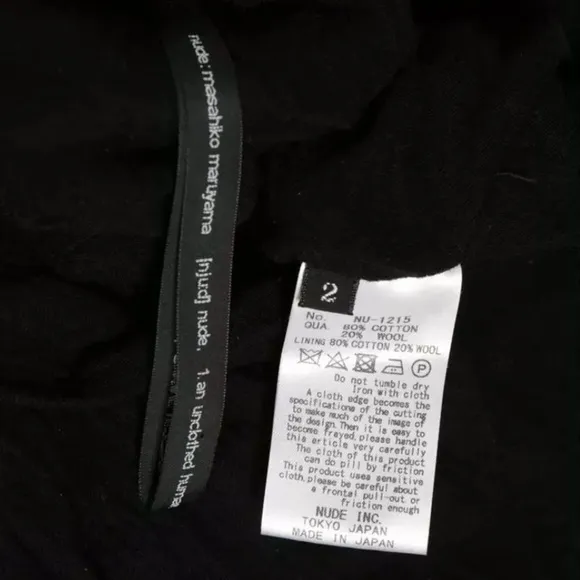 nude:masahiko maruyama [njú:d] nude. 1.an unclothed huma
2
No. NU-1215
QUA. 80% COTTON
20% WOOL
LINING 80% COTTON 20% WOOL
P
Do not tumble dry
Iron with cloth
A cloth edge becomes the
specifications of the cutting
to make much of the image of
the design. Then it is easy to
become frayed, please handle
this article very carefully
The cloth of this product
can do pill by friction
This product uses sensitive
cloth, please be careful about
a frontal pull-out or
friction enough
NUDE INC.
TOKYO JAPAN
MADE IN JAPAN